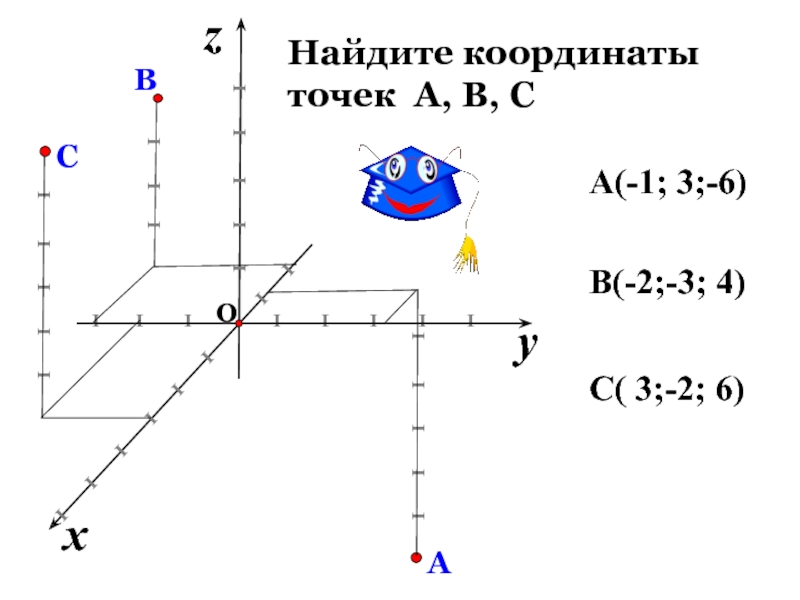 z
Найдите координаты
точек А, В, С
В
С
А(-1; 3;-6)
В(-2;-3; 4)
О
у
С( 3;-2; 6)
х
А